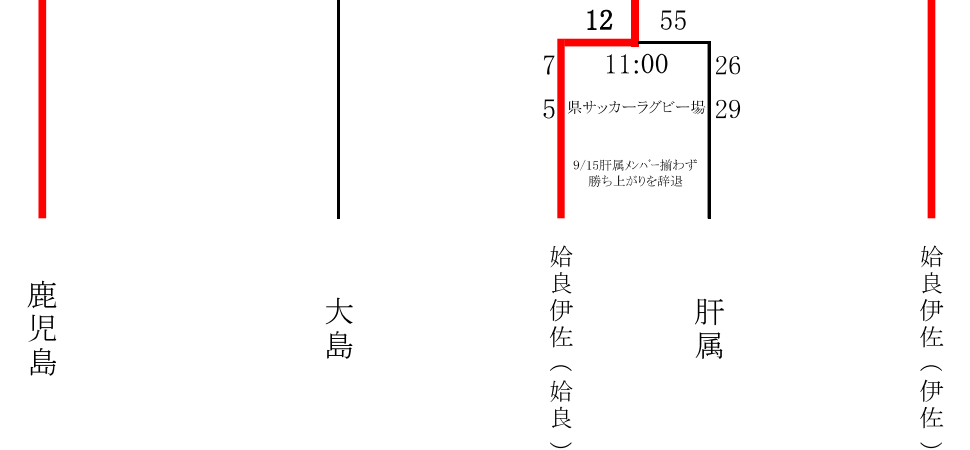 12 55
7 11:00 26
5 県サッカーラグビー場 29
9/15肝属メンバー揃わず
勝ち上がりを辞退
鹿児島
大島
姶良伊佐(姶良)
肝属
姶良伊佐(伊佐)